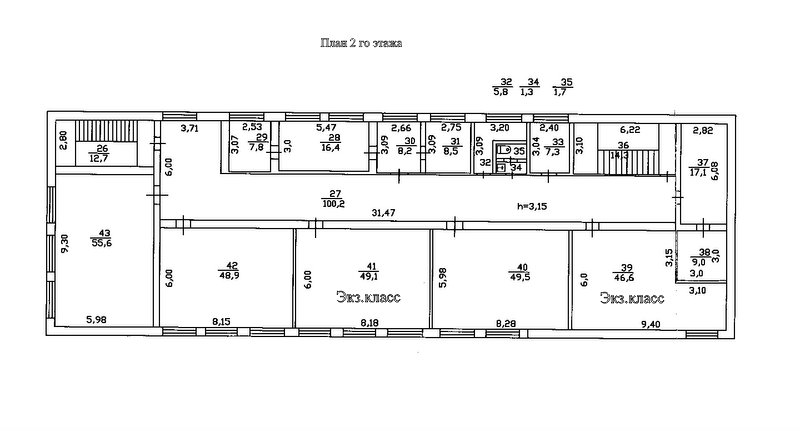 План 2 го этажа
32 34 35
5,8 1,3 1,7
3,71 2,53 5,47 2,66 2,75 3,20 2,40 6,22 2,82
2,80 26 12,7
6,00
3,07 29 7,8
3,0 28 16,4
3,09 30 8,2
3,09 31 8,5
3,09 32
35
34
3,04 33 7,3
3,10 36 14,3
37 17,1 6,08
27
100,2
31,47
h=3,15
43
55,6
9,30
5,98
42
48,9
6,00
8,15
41
49,1
6,00
Экз.класс
8,18
40
49,5
5,98
8,28
39
46,6
6,0
Экз.класс
9,40
3,15
38
9,0
3,0
3,0
3,10